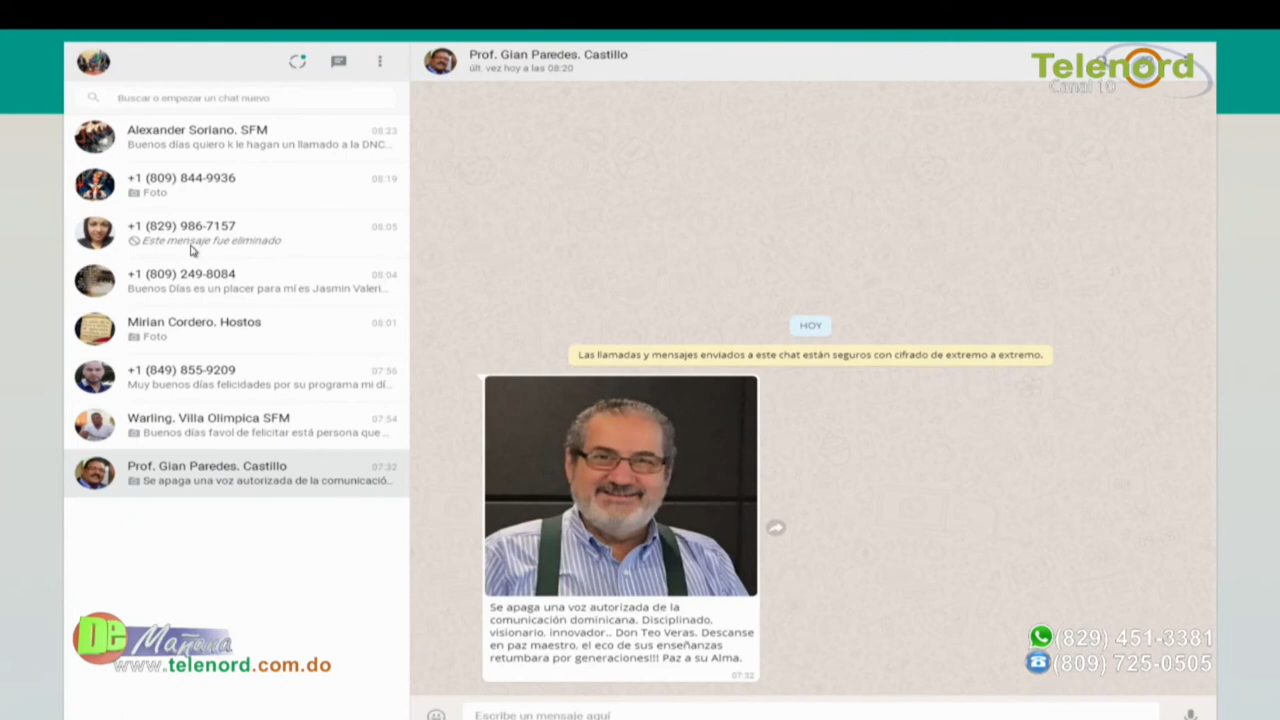 Prof. Gian Paredes. Castillo
últ. vez hoy a las 08:20
Telenord
Canal 10
Buscar o empezar un chat nuevo
Alexander Soriano. SFM
08:23
Buenos días quiero k le hagan un llamado a la DNC...
+1 (809) 844-9936
08:19
Foto
+1 (829) 986-7157
08:05
Este mensaje fue eliminado
+1 (809) 249-8084
08:04
Buenos Días es un placer para mí es Jasmin Valeri...
Mirian Cordero. Hostos
08:01
Foto
+1 (849) 855-9209
07:56
Muy buenos días felicidades por su programa mi dí...
Warling. Villa Olimpica SFM
07:54
Buenos días favol de felicitar está persona que ...
Prof. Gian Paredes. Castillo
07:32
Se apaga una voz autorizada de la comunicació...
HOY
Las llamadas y mensajes enviados a este chat están seguros con cifrado de extremo a extremo.
Se apaga una voz autorizada de la
comunicación dominicana. Disciplinado,
visionario, innovador.. Don Teo Veras. Descanse
en paz maestro, el eco de sus enseñanzas
retumbara por generaciones!!! Paz a su Alma.
07:32
De Mañana
www.telenord.com.do
(829) 451-3381
(809) 725-0505
Escribe un mensaje aquí